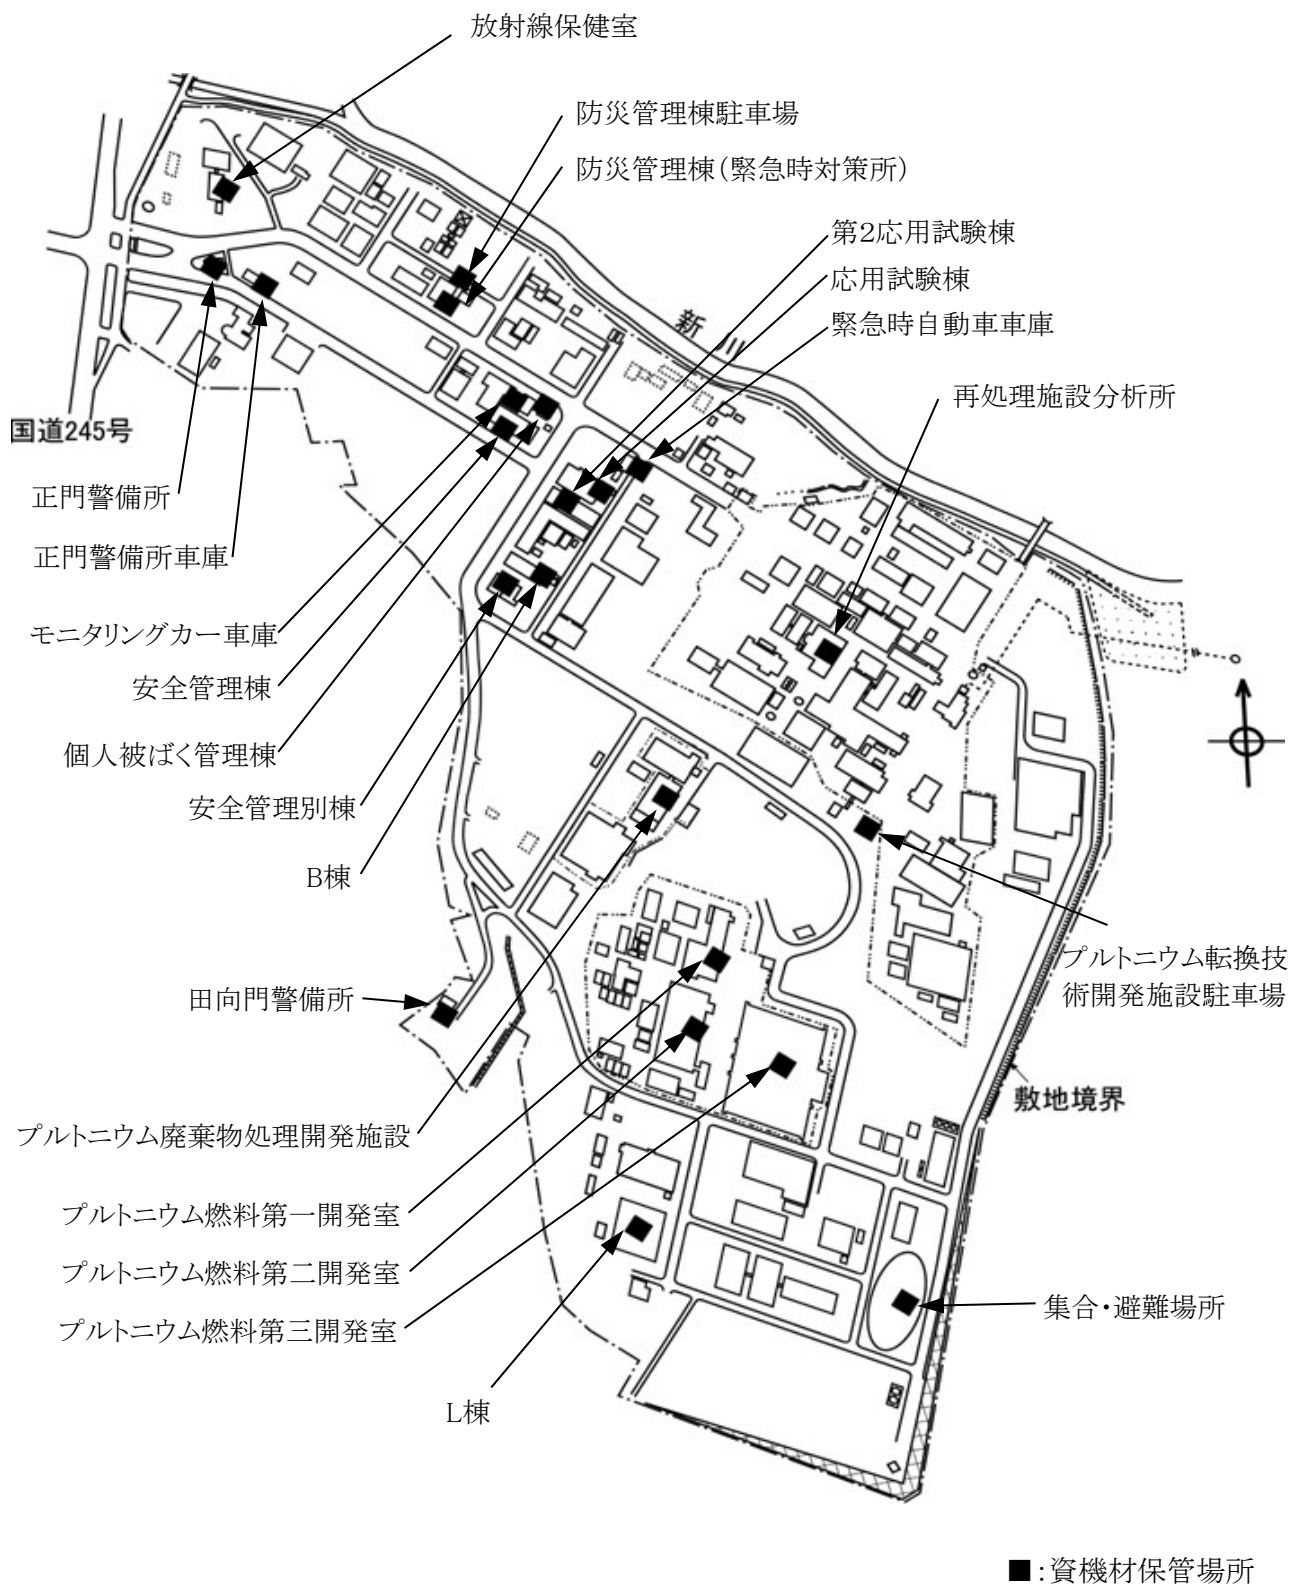 放射線保健室
防災管理棟駐車場
防災管理棟(緊急時対策所)
第2応用試験棟
応用試験棟
緊急時自動車車庫
新川
再処理施設分析所
国道245号
正門警備所
正門警備所車庫
モニタリングカー車庫
安全管理棟
個人被ばく管理棟
安全管理別棟
B棟
プルトニウム転換技
術開発施設駐車場
田向門警備所
敷地境界
プルトニウム廃棄物処理開発施設
プルトニウム燃料第一開発室
プルトニウム燃料第二開発室
プルトニウム燃料第三開発室
集合・避難場所
L棟
■:資機材保管場所